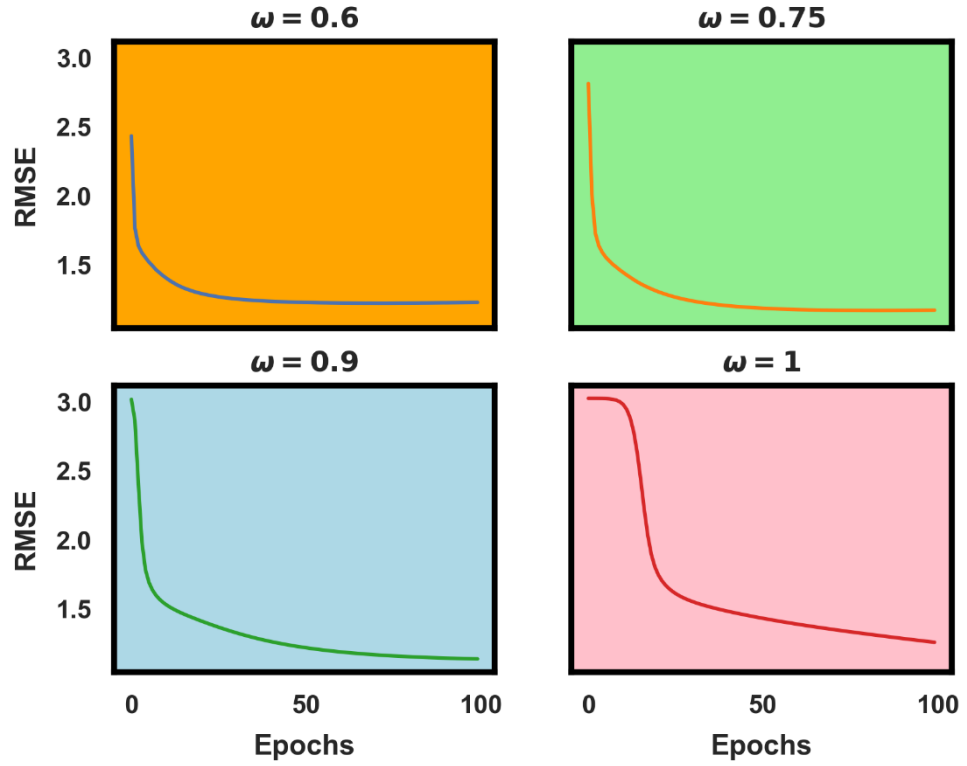 ω = 0.6
ω = 0.75
3.0
2.5
2.0
1.5
RMSE
ω = 0.9
ω = 1
3.0
2.5
2.0
1.5
RMSE
0 50 100
0 50 100
Epochs
Epochs